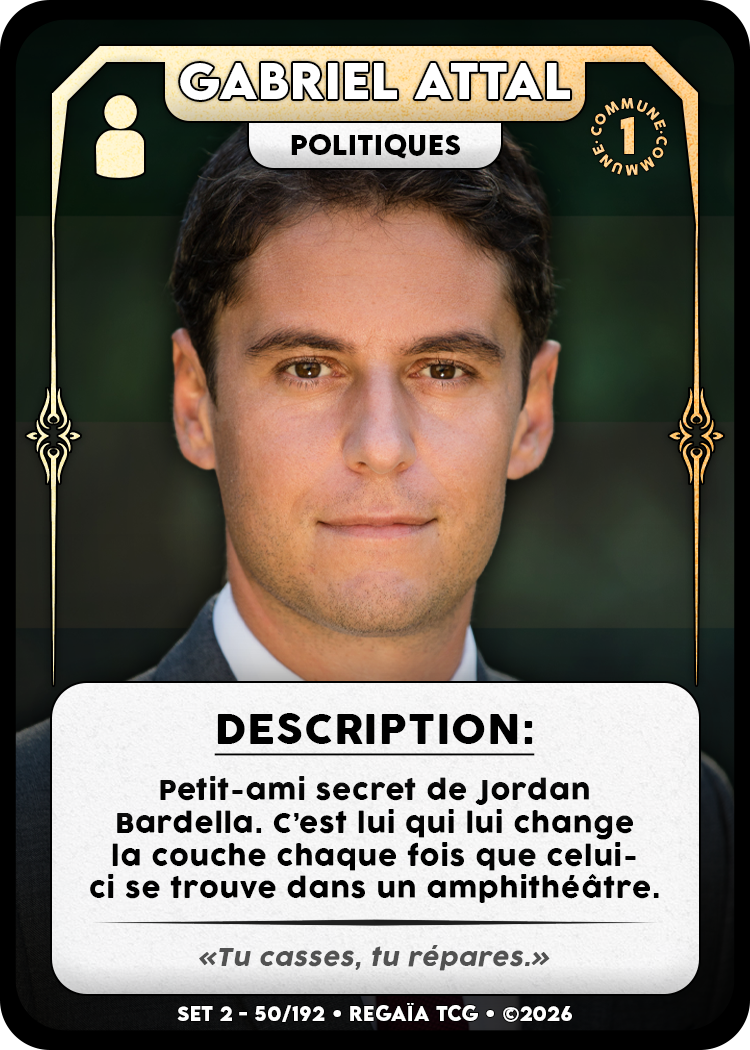 GABRIEL ATTAL
POLITIQUES
COMMUNE·COMMUNE·
1
DESCRIPTION:
Petit-ami secret de Jordan
Bardella. C'est lui qui lui change
la couche chaque fois que celui-
ci se trouve dans un amphithéâtre.
«Tu casses, tu répares.»
SET 2 - 50/192 • REGAÏA TCG • ©2026